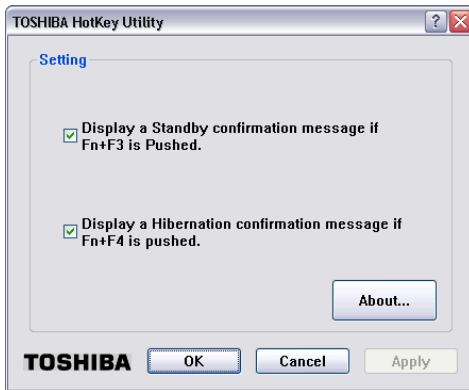 TOSHIBA HotKey Utility
Setting
Display a Standby confirmation message if
Fn+F3 is Pushed.
Display a Hibernation confirmation message if
Fn+F4 is pushed.
About...
TOSHIBA OK Cancel Apply